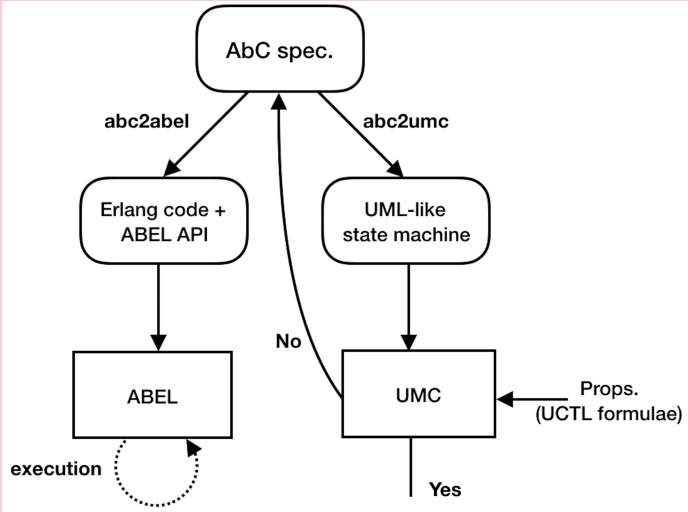 AbC spec.
abc2abel
abc2umc
Erlang code +
ABEL API
UML-like
state machine
No
ABEL
UMC
Props.
(UCTL formulae)
execution
Yes